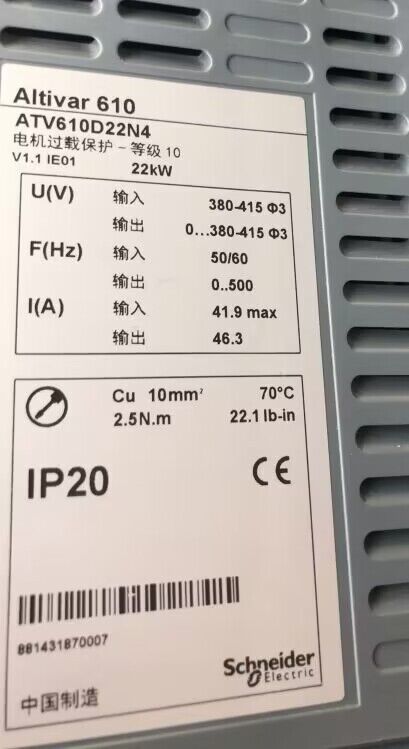 Altivar 610
ATV610D22N4
电机过载保护 - 等级 10
V1.1 IE01 22kW
U(V) 输入 380-415 Φ3
输出 0...380-415 Φ3
F(Hz) 输入 50/60
输出 0..500
I(A) 输入 41.9 max
输出 46.3
Cu 10mm² 70°C
2.5N.m 22.1 lb-in
IP20 CE
881431870007
Schneider
Electric
中国制造